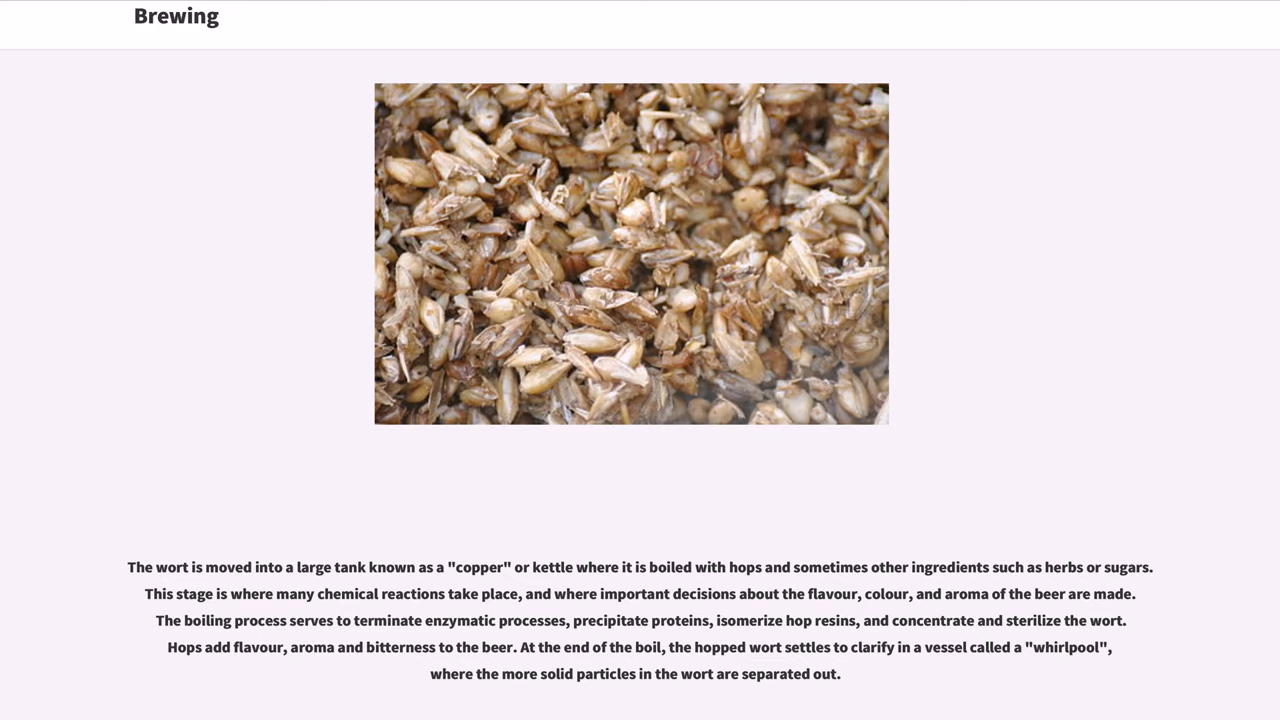 Brewing
The wort is moved into a large tank known as a "copper" or kettle where it is boiled with hops and sometimes other ingredients such as herbs or sugars.
This stage is where many chemical reactions take place, and where important decisions about the flavour, colour, and aroma of the beer are made.
The boiling process serves to terminate enzymatic processes, precipitate proteins, isomerize hop resins, and concentrate and sterilize the wort.
Hops add flavour, aroma and bitterness to the beer. At the end of the boil, the hopped wort settles to clarify in a vessel called a "whirlpool",
where the more solid particles in the wort are separated out.